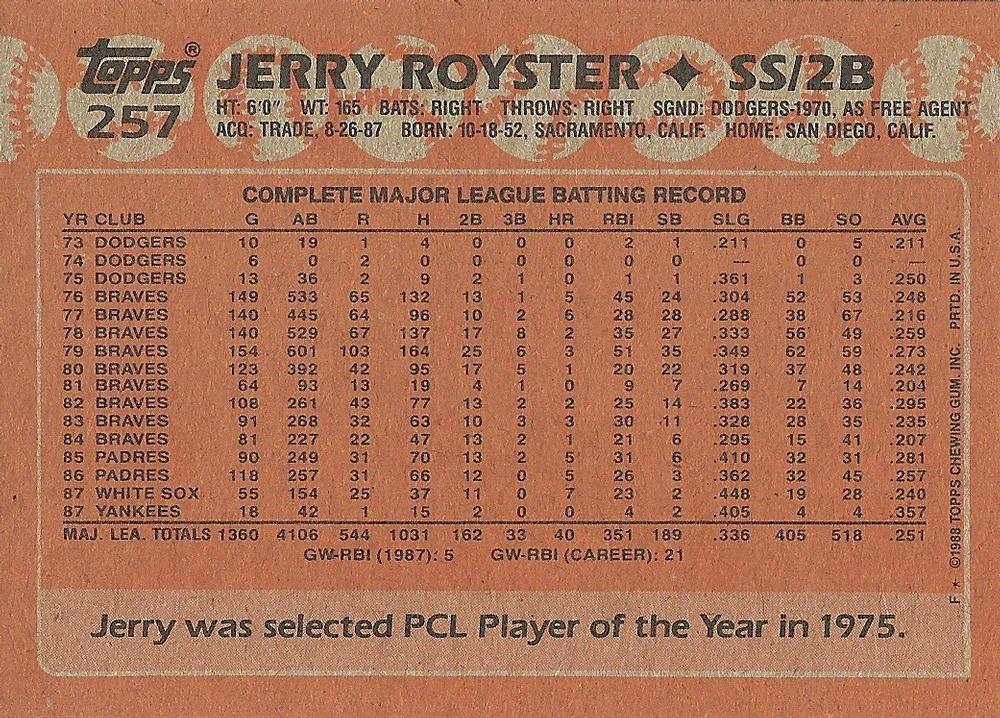 Topps®
257
JERRY ROYSTER ✦ SS/2B
HT: 6'0" WT: 165 BATS: RIGHT THROWS: RIGHT SGND: DODGERS-1970, AS FREE AGENT
ACQ: TRADE, 8-26-87 BORN: 10-18-52, SACRAMENTO, CALIF. HOME: SAN DIEGO, CALIF.
COMPLETE MAJOR LEAGUE BATTING RECORD
YR CLUB G AB R H 2B 3B HR RBI SB SLG BB SO AVG
73 DODGERS 10 19 1 4 0 0 0 2 1 .211 0 5 .211
74 DODGERS 6 0 2 0 0 0 0 0 0 — 0 0 —
75 DODGERS 13 36 2 9 2 1 0 1 1 .361 1 3 .250
76 BRAVES 149 533 65 132 13 1 5 45 24 .304 52 53 .248
77 BRAVES 140 445 64 96 10 2 6 28 28 .288 38 67 .216
78 BRAVES 140 529 67 137 17 8 2 35 27 .333 56 49 .259
79 BRAVES 154 601 103 164 25 6 3 51 35 .349 62 59 .273
80 BRAVES 123 392 42 95 17 5 1 20 22 .319 37 48 .242
81 BRAVES 64 93 13 19 4 1 0 9 7 .269 7 14 .204
82 BRAVES 108 261 43 77 13 2 2 25 14 .383 22 36 .295
83 BRAVES 91 268 32 63 10 3 3 30 11 .328 28 35 .235
84 BRAVES 81 227 22 47 13 2 1 21 6 .295 15 41 .207
85 PADRES 90 249 31 70 13 2 5 31 6 .410 32 31 .281
86 PADRES 118 257 31 66 12 0 5 26 3 .362 32 45 .257
87 WHITE SOX 55 154 25 37 11 0 7 23 2 .448 19 28 .240
87 YANKEES 18 42 1 15 2 0 0 4 2 .405 4 4 .357
MAJ. LEA. TOTALS 1360 4106 544 1031 162 33 40 351 189 .336 405 518 .251
GW-RBI (1987): 5 GW-RBI (CAREER): 21
Jerry was selected PCL Player of the Year in 1975.
F * ©1988 TOPPS CHEWING GUM, INC. PRTD. IN U.S.A.